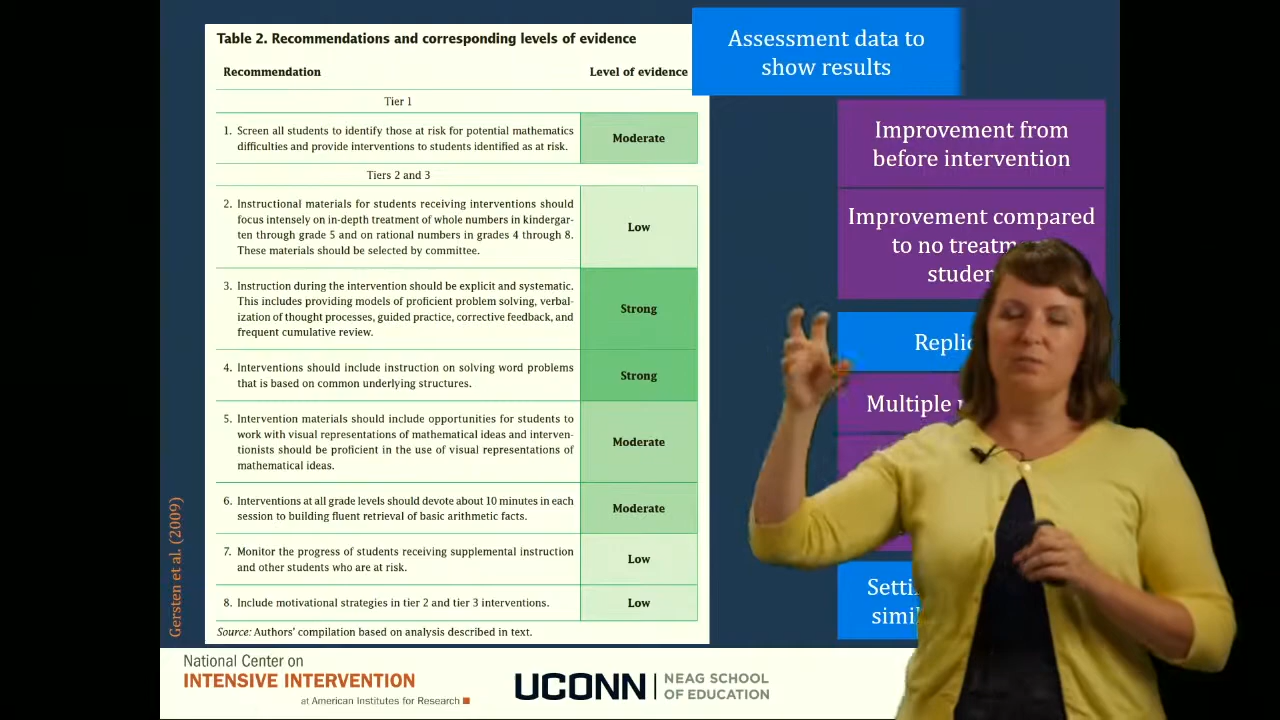 Table 2. Recommendations and corresponding levels of evidence
Recommendation
Level of evidence
Tier 1
1. Screen all students to identify those at risk for potential mathematics
difficulties and provide interventions to students identified as at risk.
Moderate
Tiers 2 and 3
2. Instructional materials for students receiving interventions should
focus intensely on in-depth treatment of whole numbers in kindergar-
ten through grade 5 and on rational numbers in grades 4 through 8.
These materials should be selected by committee.
Low
3. Instruction during the intervention should be explicit and systematic.
This includes providing models of proficient problem solving, verbal-
ization of thought processes, guided practice, corrective feedback, and
frequent cumulative review.
Strong
4. Interventions should include instruction on solving word problems
that is based on common underlying structures.
Strong
5. Intervention materials should include opportunities for students to
work with visual representations of mathematical ideas and interven-
tionists should be proficient in the use of visual representations of
mathematical ideas.
Moderate
6. Interventions at all grade levels should devote about 10 minutes in each
session to building fluent retrieval of basic arithmetic facts.
Moderate
7. Monitor the progress of students receiving supplemental instruction
and other students who are at risk.
Low
8. Include motivational strategies in tier 2 and tier 3 interventions.
Low
Source: Authors' compilation based on analysis described in text.
Gersten et al. (2009)
Assessment data to
show results
Improvement from
before intervention
Improvement compared
to no
Multiple
National Center on
INTENSIVE INTERVENTION
at American Institutes for Research
UCONN
NEAG SCHOOL
OF EDUCATION